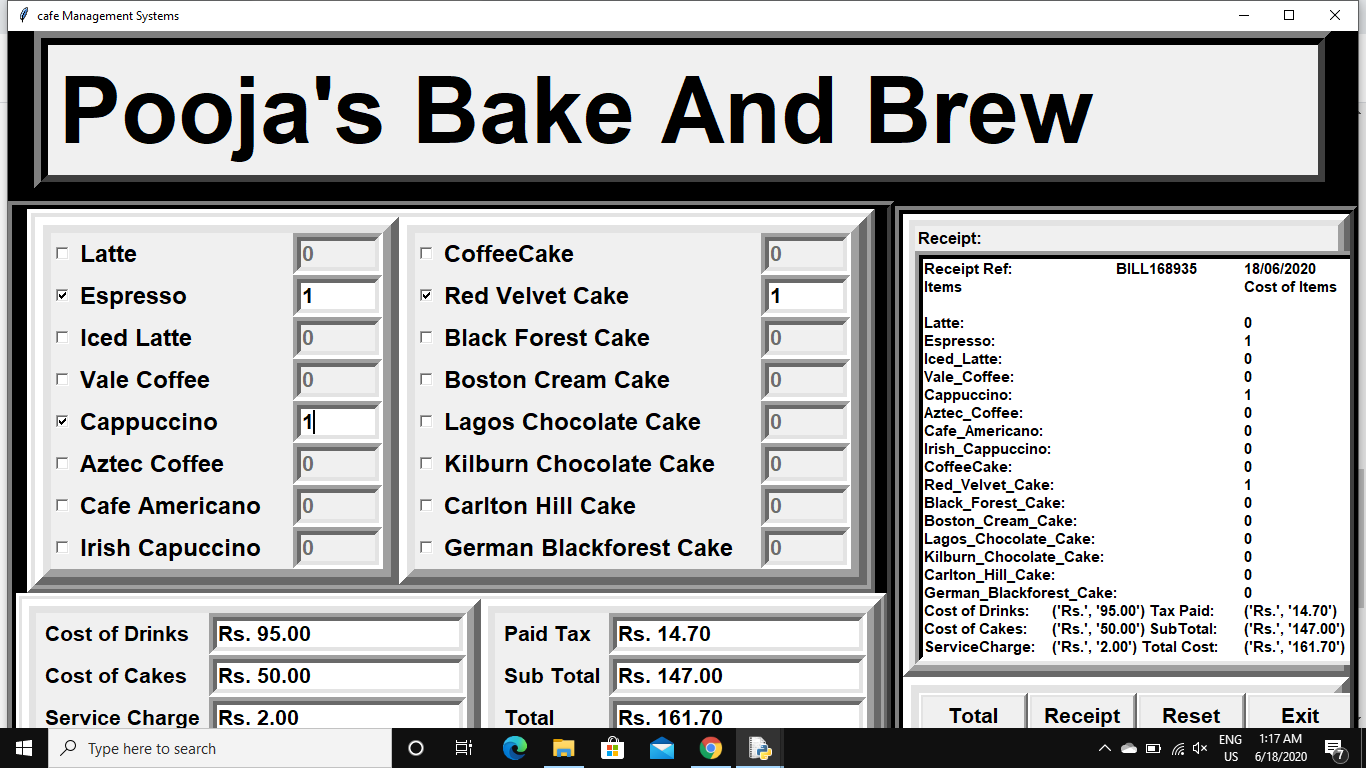 cafe Management Systems
Pooja's Bake And Brew
Latte 0
Espresso 1
Iced Latte 0
Vale Coffee 0
Cappuccino 1
Aztec Coffee 0
Cafe Americano 0
Irish Capuccino 0
CoffeeCake 0
Red Velvet Cake 1
Black Forest Cake 0
Boston Cream Cake 0
Lagos Chocolate Cake 0
Kilburn Chocolate Cake 0
Carlton Hill Cake 0
German Blackforest Cake 0
Cost of Drinks Rs. 95.00
Cost of Cakes Rs. 50.00
Service Charge Rs. 2.00
Paid Tax Rs. 14.70
Sub Total Rs. 147.00
Total Rs. 161.70
Receipt:
Receipt Ref: BILL168935 18/06/2020
Items Cost of Items
Latte: 0
Espresso: 1
Iced_Latte: 0
Vale_Coffee: 0
Cappuccino: 1
Aztec_Coffee: 0
Cafe_Americano: 0
Irish_Cappuccino: 0
CoffeeCake: 0
Red_Velvet_Cake: 1
Black_Forest_Cake: 0
Boston_Cream_Cake: 0
Lagos_Chocolate_Cake: 0
Kilburn_Chocolate_Cake: 0
Carlton_Hill_Cake: 0
German_Blackforest_Cake: 0
Cost of Drinks: ('Rs.', '95.00') Tax Paid: ('Rs.', '14.70')
Cost of Cakes: ('Rs.', '50.00') SubTotal: ('Rs.', '147.00')
ServiceCharge: ('Rs.', '2.00') Total Cost: ('Rs.', '161.70')
Total Receipt Reset Exit
Type here to search
ENG
US
1:17 AM
6/18/2020
7